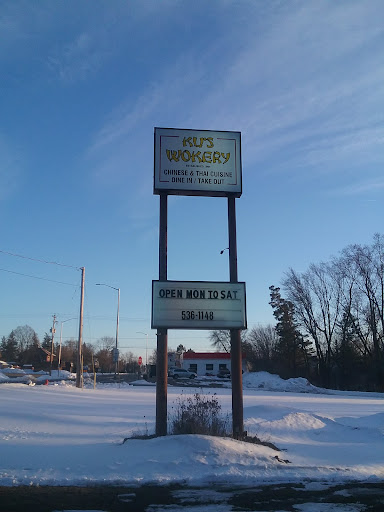 KU'S
WOKERY
CHINESE & THAI CUISINE
DINE IN / TAKE OUT
OPEN MON TO SAT
536-1148